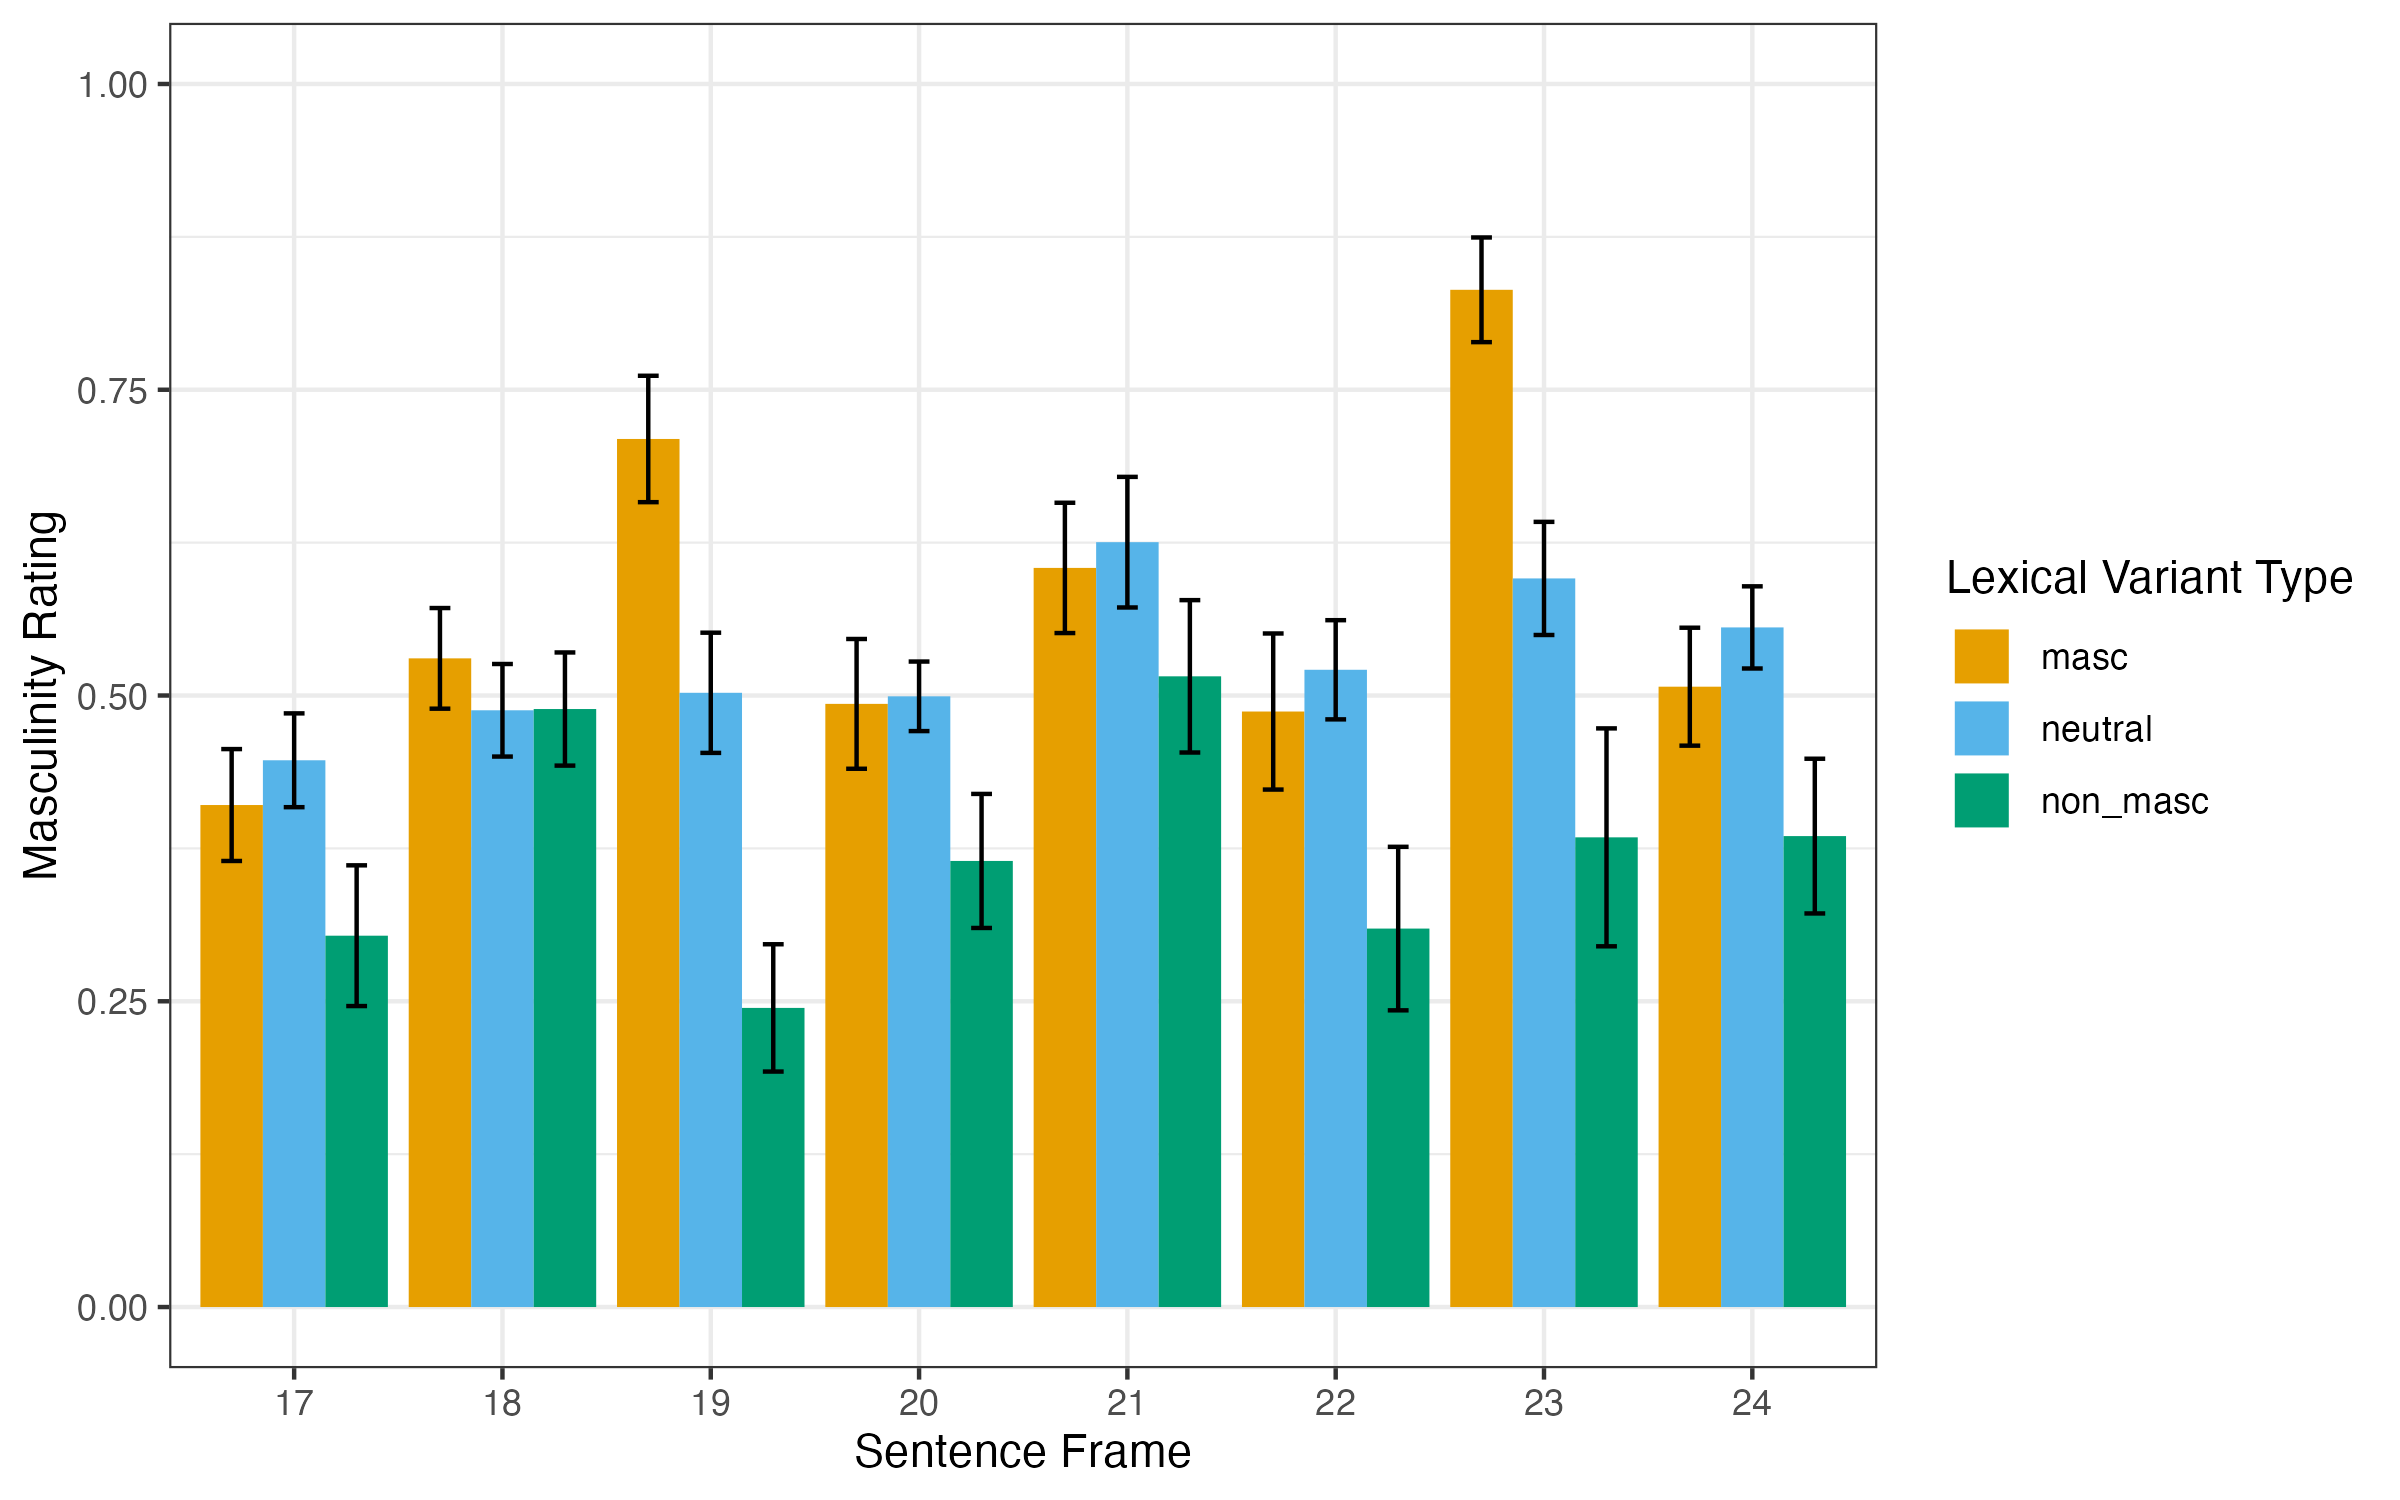 1.00
0.75
0.50
0.25
0.00
Masculinity Rating
17 18 19 20 21 22 23 24
Sentence Frame
Lexical Variant Type
masc
neutral
non_masc